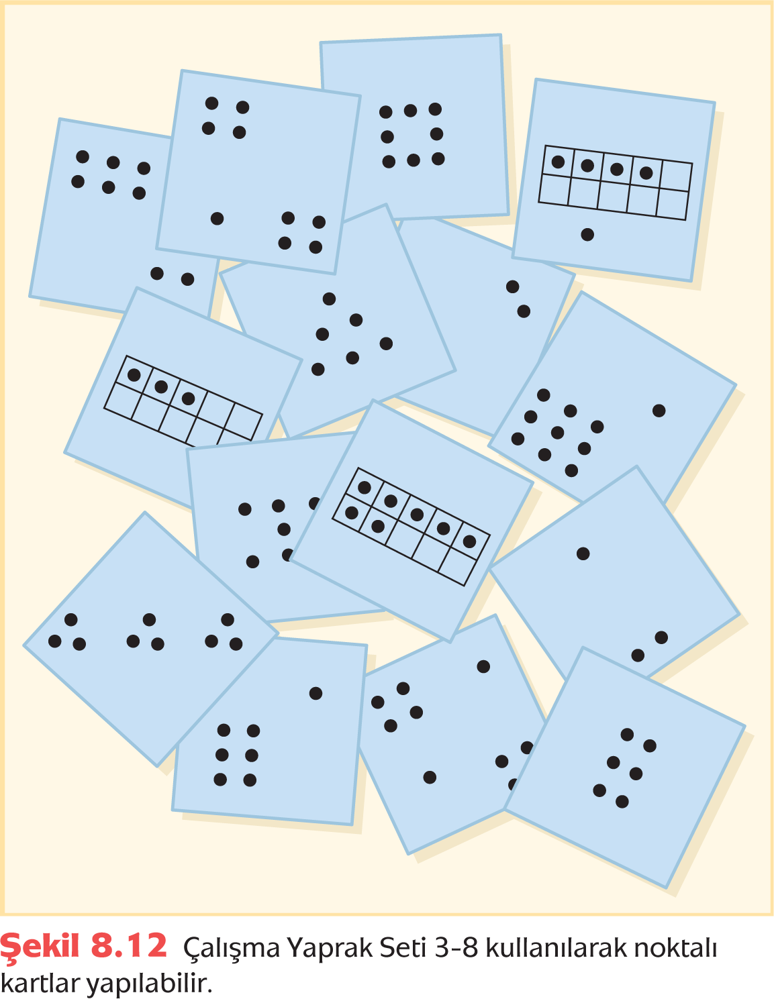 Şekil 8.12 Çalışma Yaprak Seti 3-8 kullanılarak noktalı
kartlar yapılabilir.